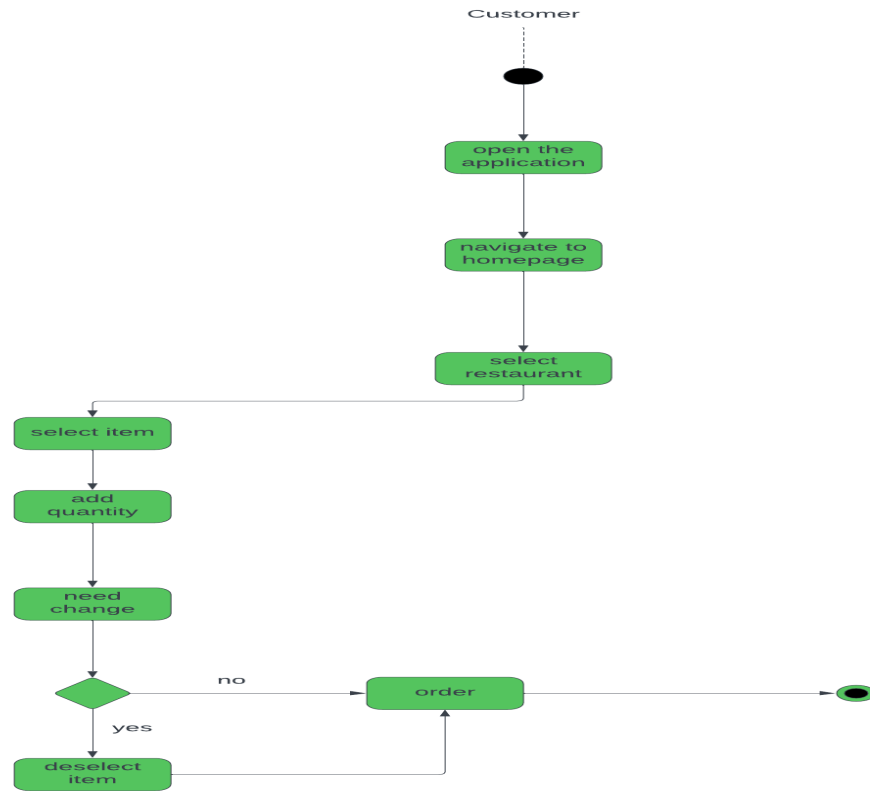 Customer
open the
application
navigate to
homepage
select
restaurant
select item
add
quantity
need
change
no
order
yes
deselect
item